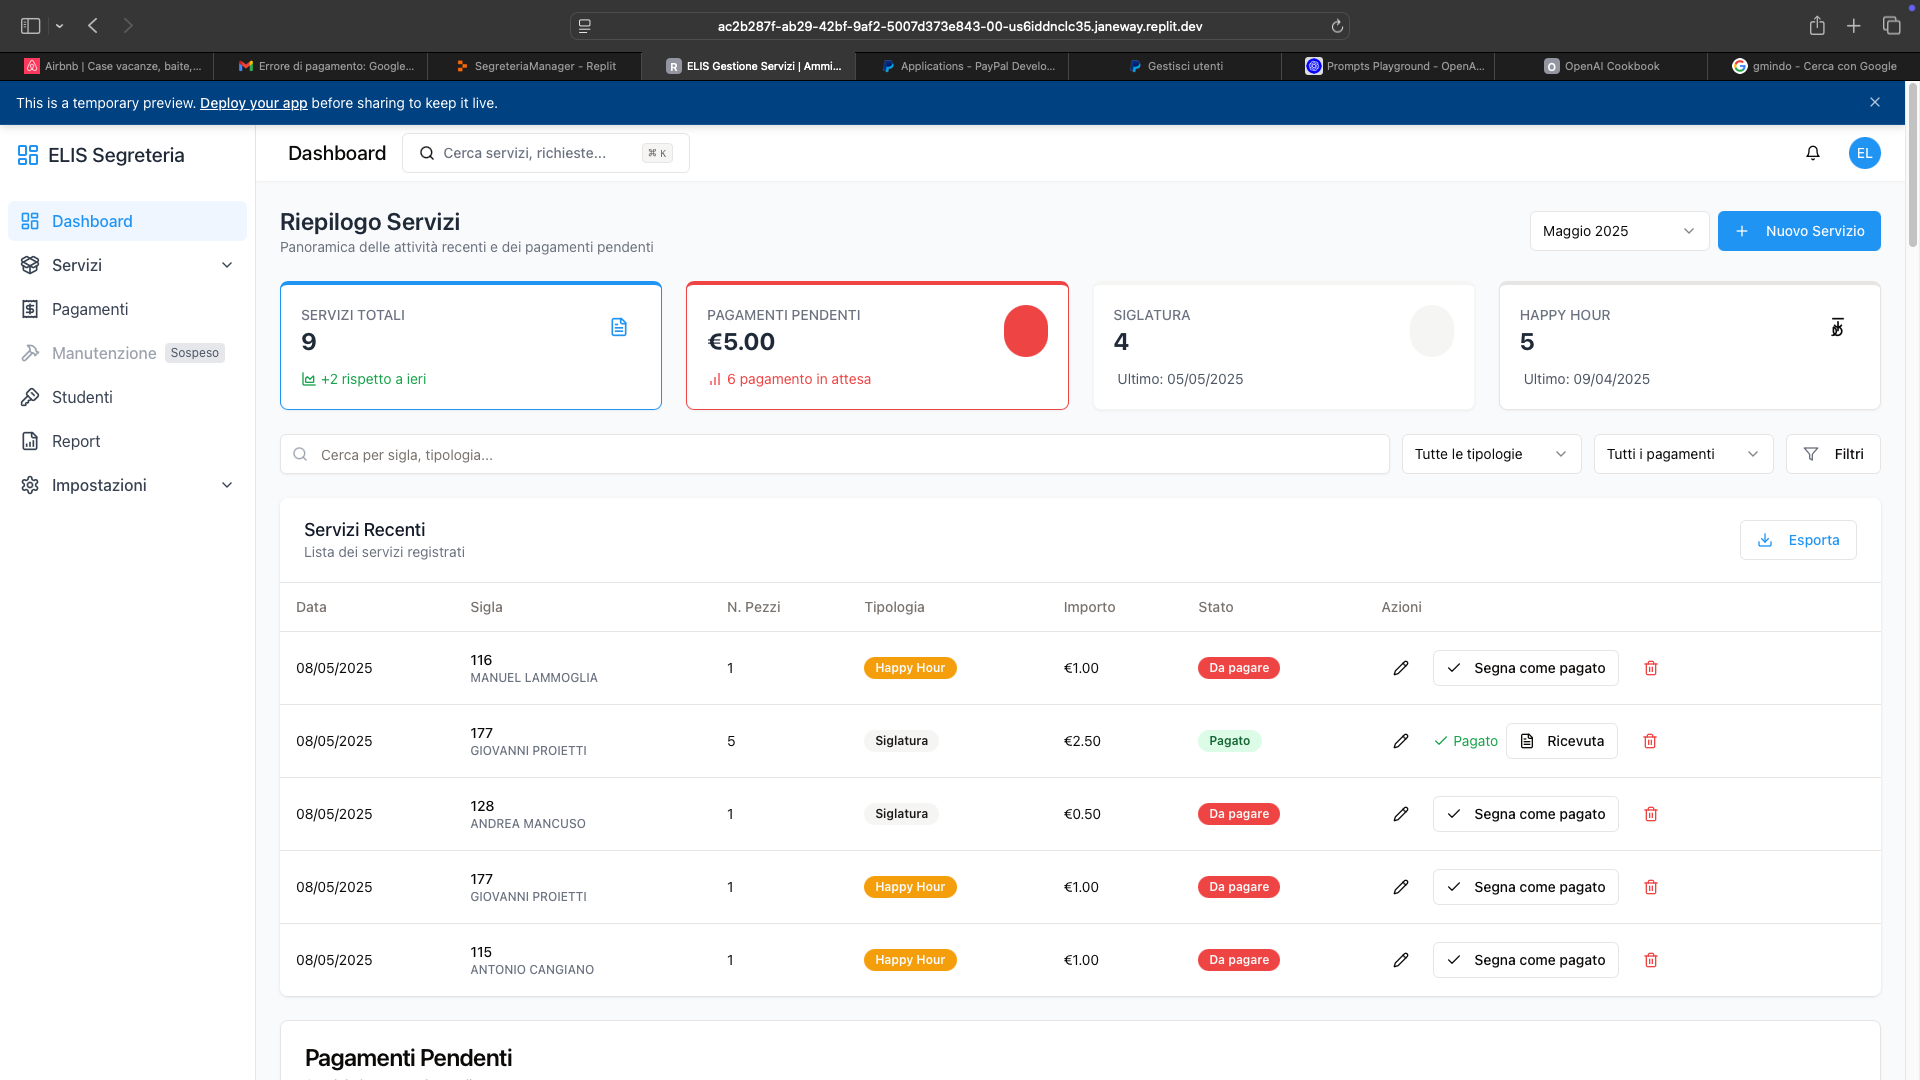 ac2b287f-ab29-42bf-9af2-5007d373e843-00-us6iddnclc35.janeway.replit.dev
Airbnb | Case vacanze, baite,...
Errore di pagamento: Google...
SegreteriaManager - Replit
R ELIS Gestione Servizi | Ammi...
Applications - PayPal Develo...
Gestisci utenti
Prompts Playground - OpenA...
O OpenAI Cookbook
gmindo - Cerca con Google
This is a temporary preview. Deploy your app before sharing to keep it live.
ELIS Segreteria
Dashboard
Cerca servizi, richieste...
⌘ K
EL
Dashboard
Servizi
Pagamenti
Manutenzione Sospeso
Studenti
Report
Impostazioni
Riepilogo Servizi
Panoramica delle attività recenti e dei pagamenti pendenti
Maggio 2025
Nuovo Servizio
SERVIZI TOTALI
9
+2 rispetto a ieri
PAGAMENTI PENDENTI
€5.00
6 pagamento in attesa
SIGLATURA
4
Ultimo: 05/05/2025
HAPPY HOUR
5
Ultimo: 09/04/2025
Cerca per sigla, tipologia...
Tutte le tipologie
Tutti i pagamenti
Filtri
Servizi Recenti
Lista dei servizi registrati
Esporta
Data Sigla N. Pezzi Tipologia Importo Stato Azioni
08/05/2025 116 MANUEL LAMMOGLIA 1 Happy Hour €1.00 Da pagare Segna come pagato
08/05/2025 177 GIOVANNI PROIETTI 5 Siglatura €2.50 Pagato Pagato Ricevuta
08/05/2025 128 ANDREA MANCUSO 1 Siglatura €0.50 Da pagare Segna come pagato
08/05/2025 177 GIOVANNI PROIETTI 1 Happy Hour €1.00 Da pagare Segna come pagato
08/05/2025 115 ANTONIO CANGIANO 1 Happy Hour €1.00 Da pagare Segna come pagato
Pagamenti Pendenti